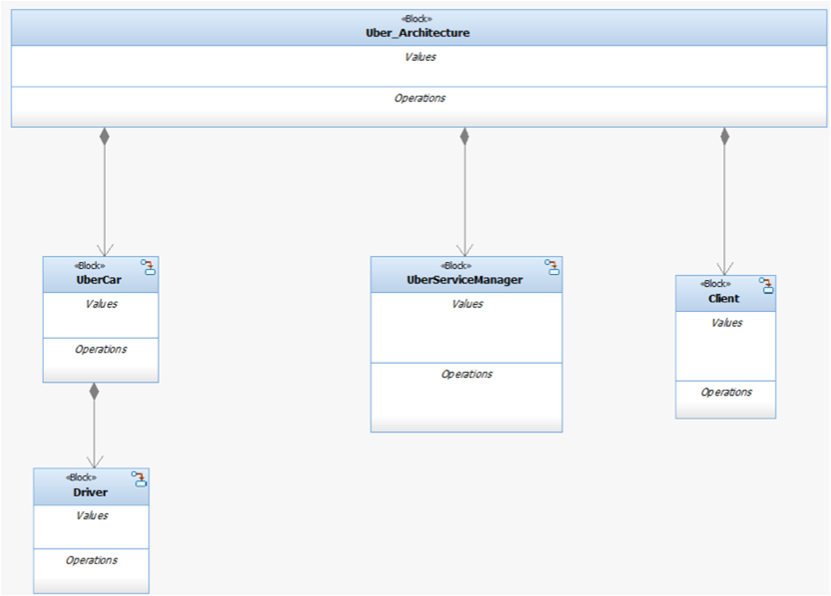 «Block»
Uber_Architecture
Values
Operations
«Block»
UberCar
Values
Operations
«Block»
UberServiceManager
Values
Operations
«Block»
Client
Values
Operations
«Block»
Driver
Values
Operations